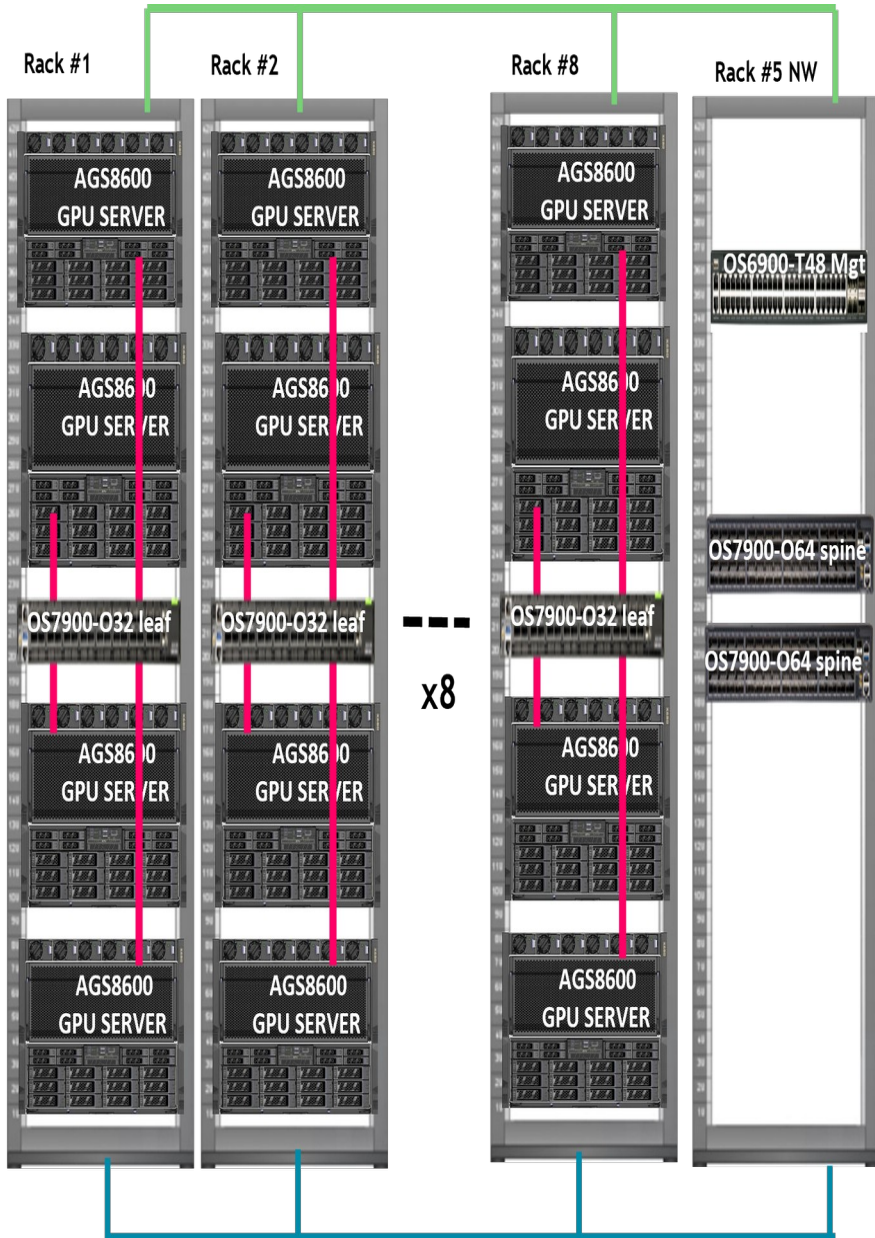 Rack #1
Rack #2
Rack #8
Rack #5 NW
AGS8600
GPU SERVER
AGS8600
GPU SERVER
AGS8600
GPU SERVER
OS6900-T48 Mgt
AGS8600
GPU SERVER
AGS8600
GPU SERVER
AGS8600
GPU SERVER
OS7900-O64 spine
OS7900-O32 leaf
OS7900-O32 leaf
OS7900-O32 leaf
OS7900-O64 spine
x8
AGS8600
GPU SERVER
AGS8600
GPU SERVER
AGS8600
GPU SERVER
AGS8600
GPU SERVER
AGS8600
GPU SERVER
AGS8600
GPU SERVER